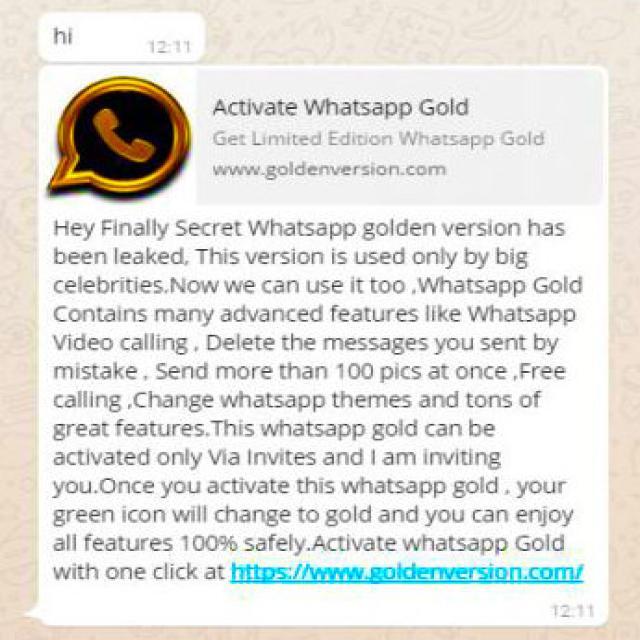 hi
12:11
Activate Whatsapp Gold
Get Limited Edition Whatsapp Gold
www.goldenversion.com
Hey Finally Secret Whatsapp golden version has
been leaked, This version is used only by big
celebrities.Now we can use it too ,Whatsapp Gold
Contains many advanced features like Whatsapp
Video calling , Delete the messages you sent by
mistake , Send more than 100 pics at once ,Free
calling ,Change whatsapp themes and tons of
great features.This whatsapp gold can be
activated only Via Invites and I am inviting
you.Once you activate this whatsapp gold , your
green icon will change to gold and you can enjoy
all features 100% safely.Activate whatsapp Gold
with one click at https://www.goldenversion.com/
12:11